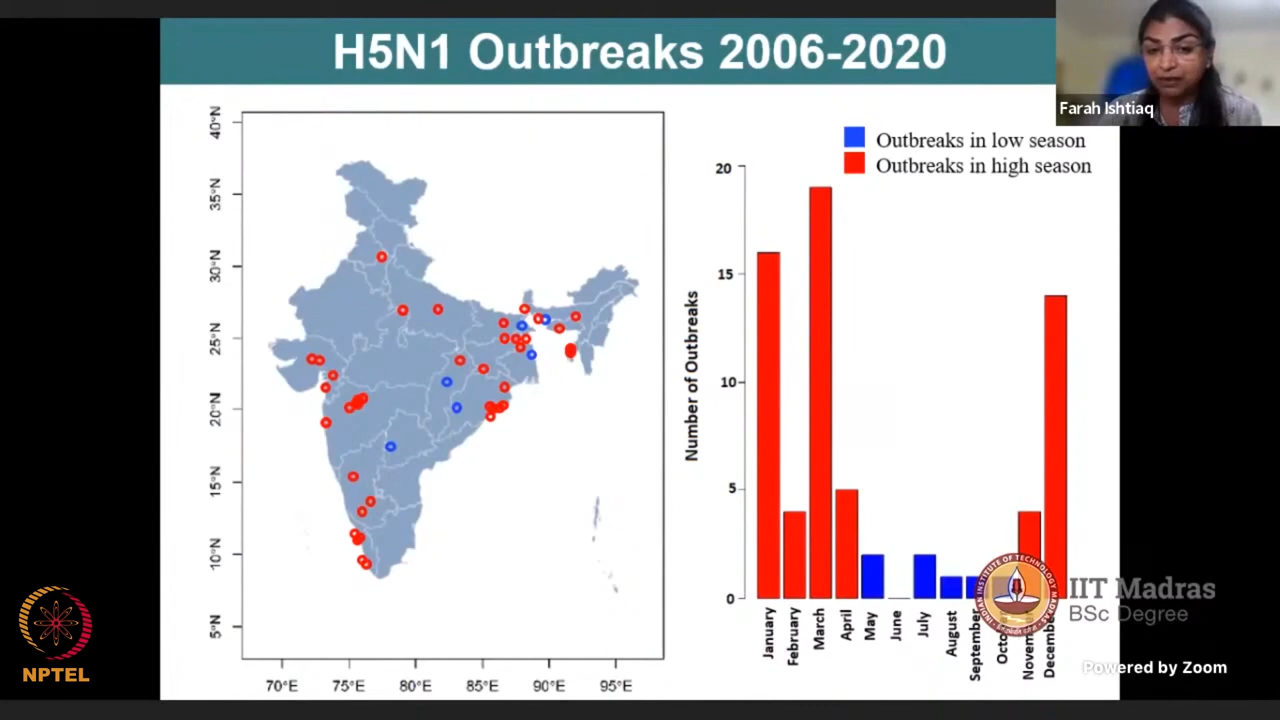 H5N1 Outbreaks 2006-2020
Farah Ishtiaq
Outbreaks in low season
Outbreaks in high season
40°N
35°N
30°N
25°N
20°N
15°N
10°N
5°N
70°E 75°E 80°E 85°E 90°E 95°E
Number of Outbreaks
20
15
10
5
0
January
February
March
April
May
June
July
August
September
IIT Madras
BSc Degree
NPTEL
Powered by Zoom